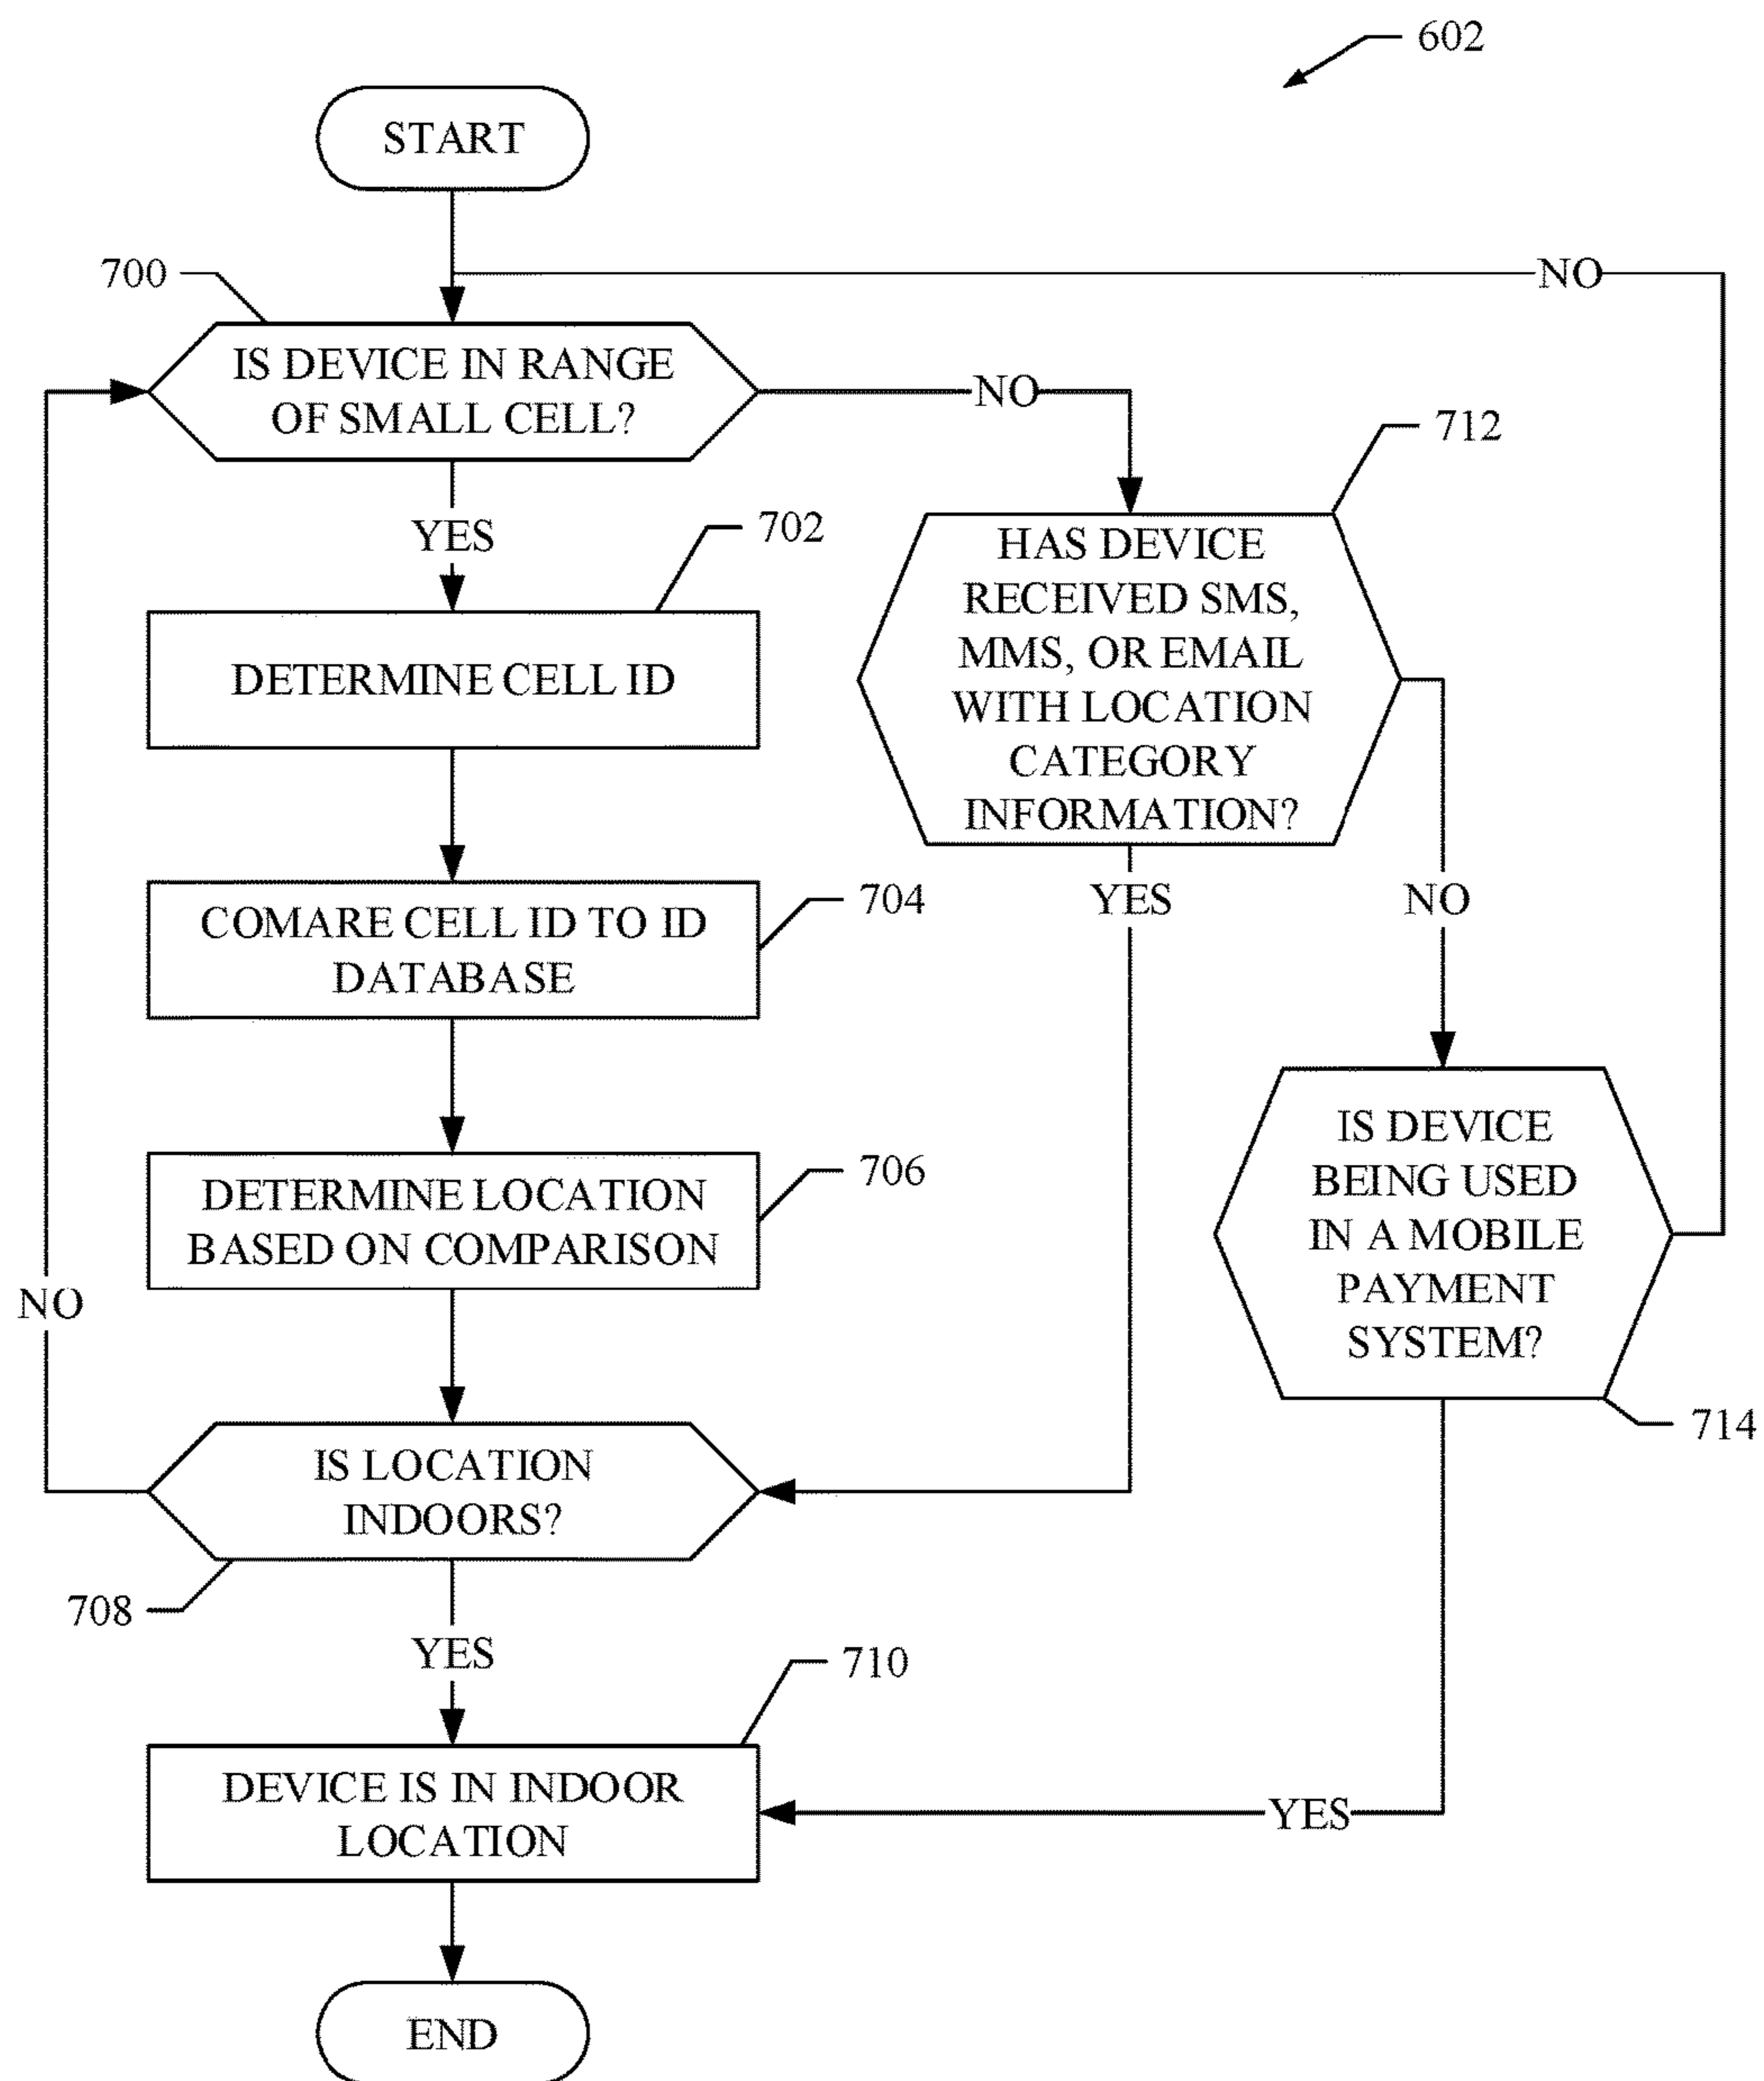 602
START
700
NO
IS DEVICE IN RANGE
OF SMALL CELL?
NO
712
YES
702
HAS DEVICE
RECEIVED SMS,
MMS, OR EMAIL
WITH LOCATION
CATEGORY
INFORMATION?
DETERMINE CELL ID
COMARE CELL ID TO ID
DATABASE
704
YES
NO
DETERMINE LOCATION
BASED ON COMPARISON
706
IS DEVICE
BEING USED
IN A MOBILE
PAYMENT
SYSTEM?
714
NO
IS LOCATION
INDOORS?
708
YES
710
DEVICE IS IN INDOOR
LOCATION
YES
END